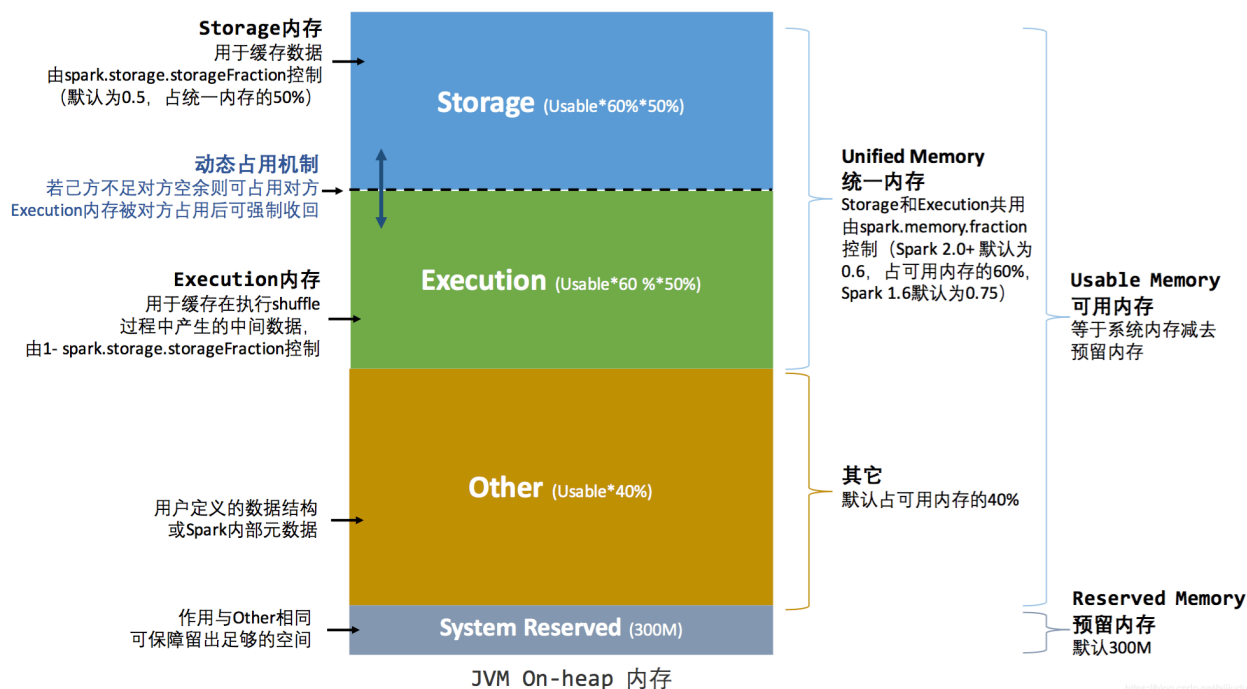 Storage内存
用于缓存数据
由spark.storage.storageFraction控制
（默认为0.5，占统一内存的50%）
Storage (Usable*60%*50%)
动态占用机制
若己方不足对方空余则可占用对方
Execution内存被对方占用后可强制收回
Execution内存
用于缓存在执行shuffle
过程中产生的中间数据，
由1- spark.storage.storageFraction控制
Execution (Usable*60 %*50%)
Unified Memory
统一内存
Storage和Execution共用
由spark.memory.fraction
控制（Spark 2.0+ 默认为
0.6，占可用内存的60%，
Spark 1.6默认为0.75）
Usable Memory
可用内存
等于系统内存减去
预留内存
用户定义的数据结构
或Spark内部元数据
Other (Usable*40%)
其它
默认占可用内存的40%
作用与Other相同
可保障留出足够的空间
System Reserved (300M)
Reserved Memory
预留内存
默认300M
JVM On-heap 内存